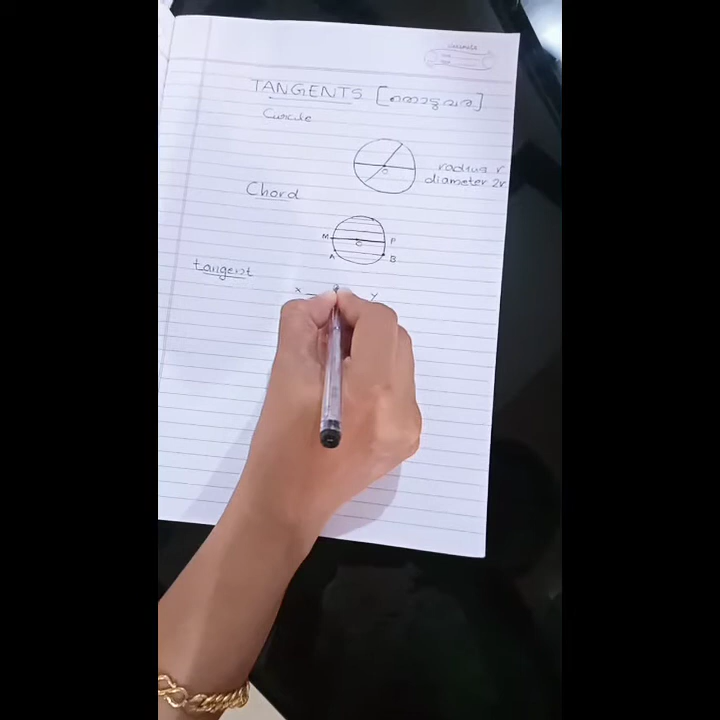 TANGENTS [തൊടുവര]
Circle
radius r
diameter 2r
Chord
M C P
A B
tangent
x y